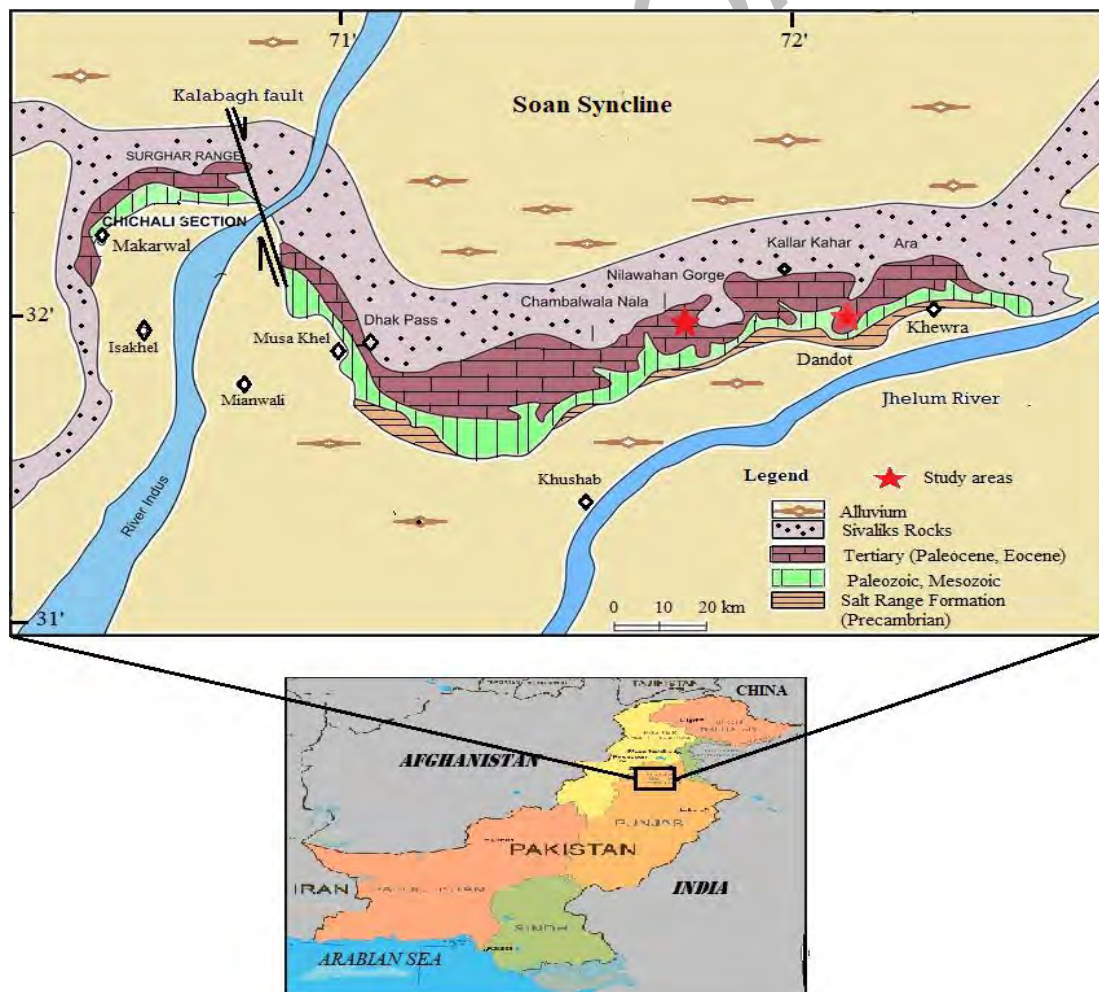 71'
72'
Kalabagh fault
Soan Syncline
SURGHAR RANGE
CHICHALI SECTION
Makarwal
Kallar Kahar
Ara
Nilawahan Gorge
Chambalwala Nala
32'
Dhak Pass
Musa Khel
Isakhel
Khewra
Dandot
Mianwali
Jhelum River
River Indus
Khushab
Legend
Study areas
Alluvium
Sivaliks Rocks
Tertiary (Paleocene, Eocene)
Paleozoic, Mesozoic
Salt Range Formation
(Precambrian)
0 10 20 km
31'
TAJIKISTAN
CHINA
AFGHANISTAN
PUNJAB
PAKISTAN
IRAN
INDIA
SINDH
ARABIAN SEA